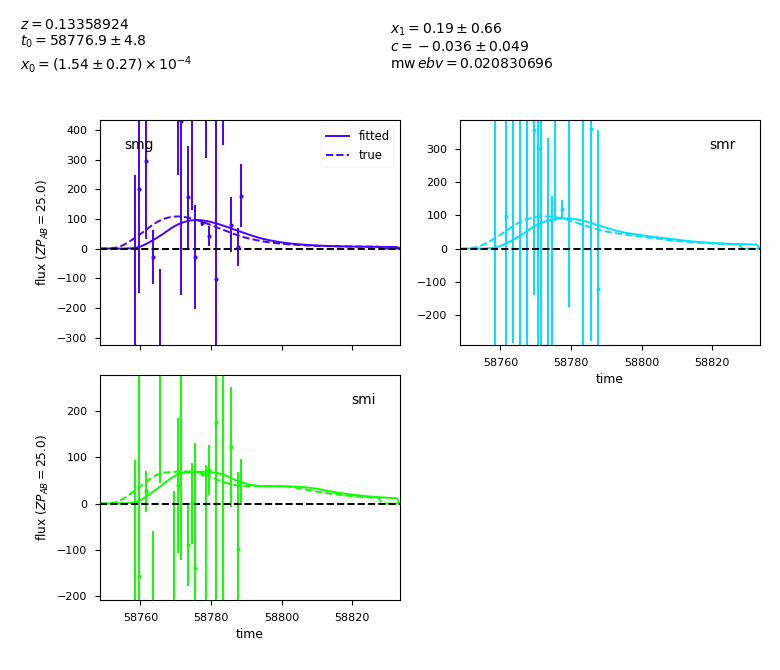 z = 0.13358924
t₀ = 58776.9 ± 4.8
x₀ = (1.54 ± 0.27) × 10⁻⁴
x₁ = 0.19 ± 0.66
c = −0.036 ± 0.049
mw ebv = 0.020830696
smg
fitted
true
flux (ZP_AB = 25.0)
400
300
200
100
0
−100
−200
−300
smr
300
200
100
0
−100
−200
58760 58780 58800 58820
time
smi
flux (ZP_AB = 25.0)
200
100
0
−100
−200
58760 58780 58800 58820
time